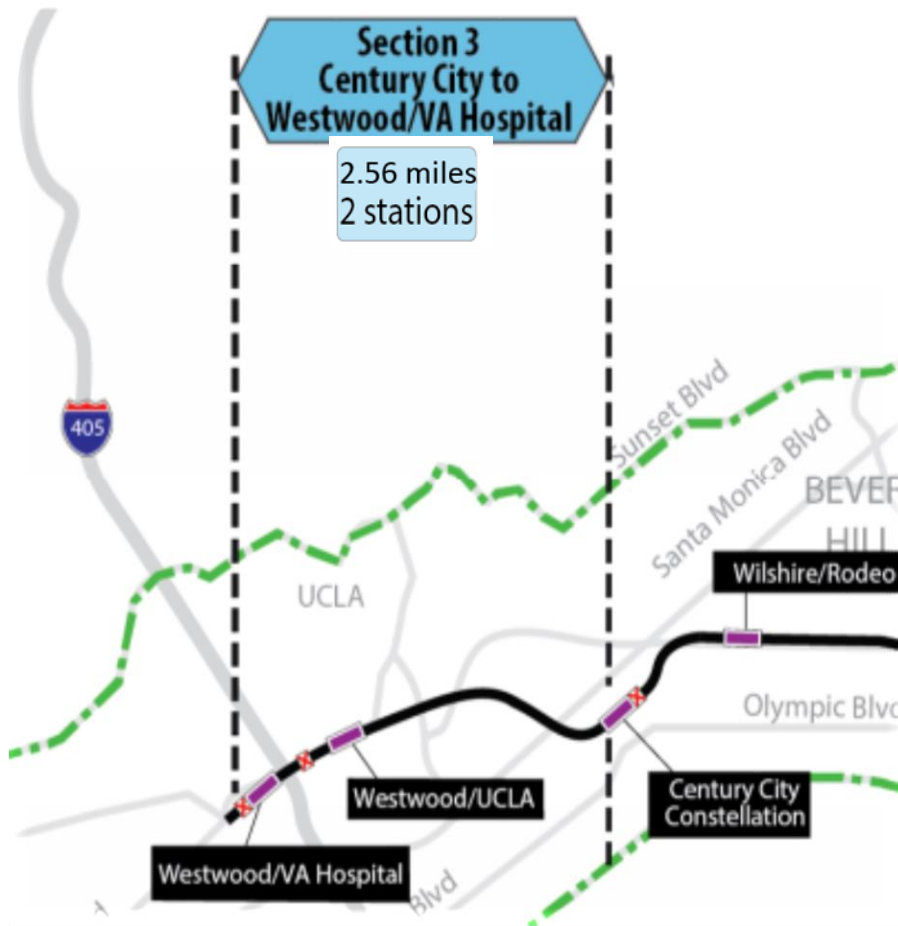 Section 3
Century City to
Westwood/VA Hospital
2.56 miles
2 stations
Sunset Blvd
405
Santa Monica Blvd
BEVER
HILL
Wilshire/Rodeo
UCLA
Olympic Blvd
Westwood/UCLA
Century City
Constellation
Westwood/VA Hospital
Blvd